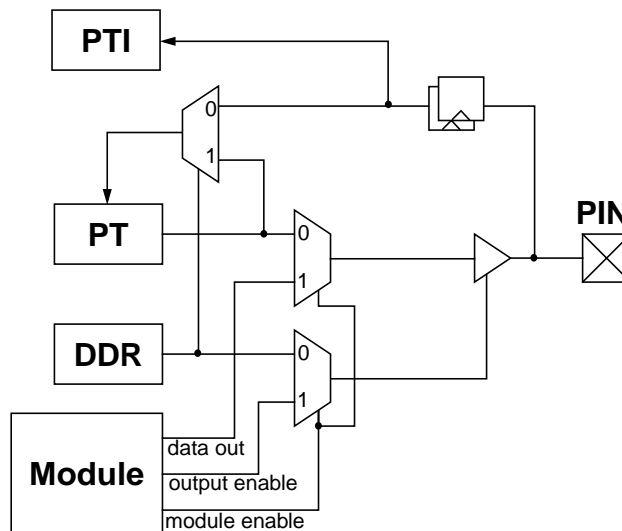 PTI
0
1
PT
PIN
0
1
DDR
0
1
Module
data out
output enable
module enable